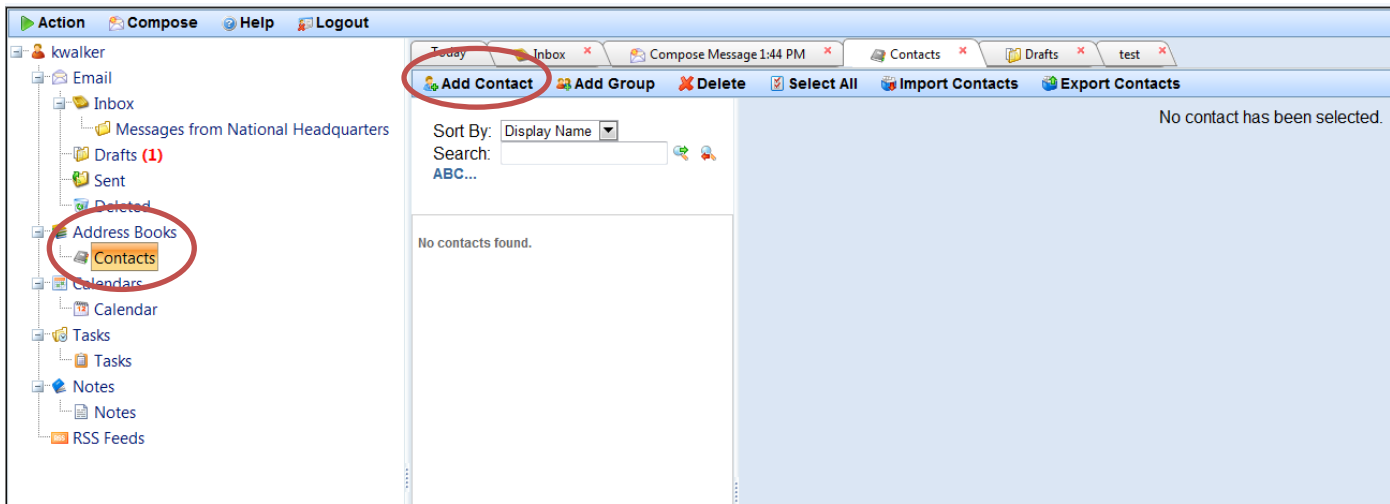 Action Compose Help Logout
kwalker
Email
Inbox
Messages from National Headquarters
Drafts (1)
Sent
Deleted
Address Books
Contacts
Calendars
Calendar
Tasks
Tasks
Notes
Notes
RSS Feeds
Today Inbox Compose Message 1:44 PM Contacts Drafts test
Add Contact Add Group Delete Select All Import Contacts Export Contacts
Sort By: Display Name
Search:
ABC...
No contacts found.
No contact has been selected.